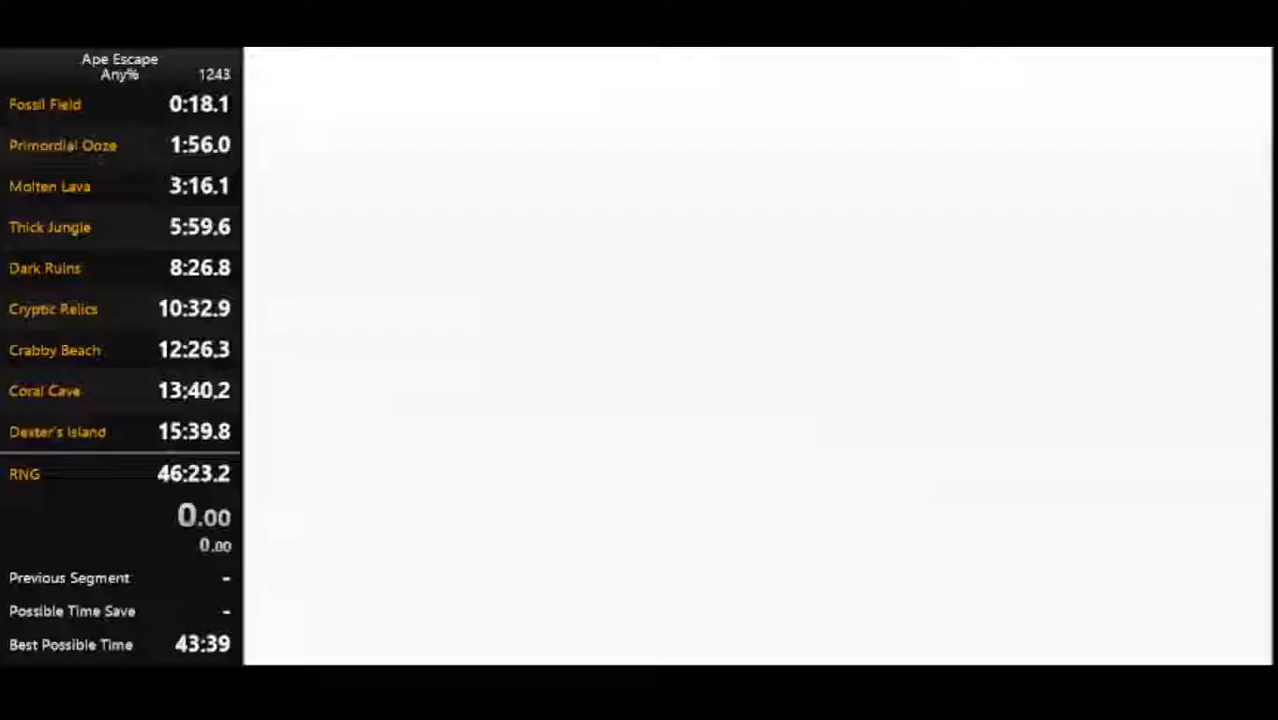 Ape Escape
Any% 1243
Fossil Field 0:18.1
Primordial Ooze 1:56.0
Molten Lava 3:16.1
Thick Jungle 5:59.6
Dark Ruins 8:26.8
Cryptic Relics 10:32.9
Crabby Beach 12:26.3
Coral Cave 13:40.2
Dexter's Island 15:39.8
RNG 46:23.2
0.00
0.00
Previous Segment -
Possible Time Save -
Best Possible Time 43:39